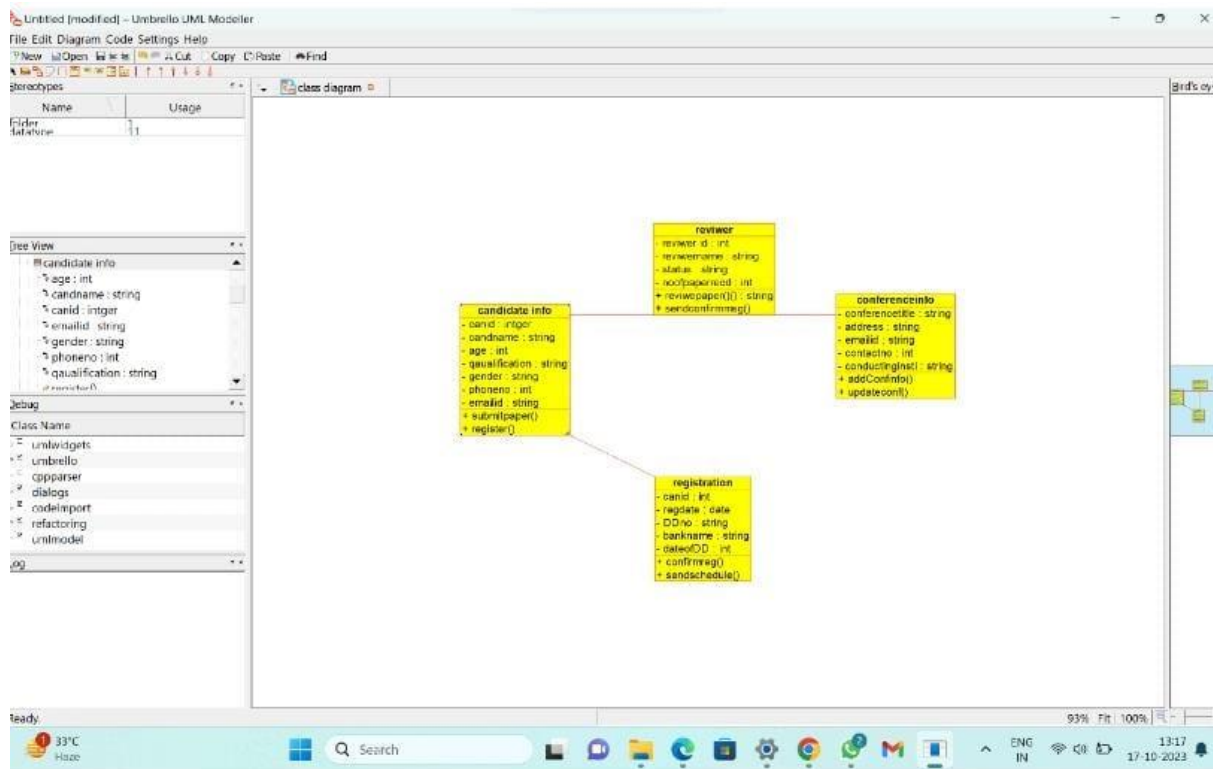 Untitled [modified] – Umbrello UML Modeller
File Edit Diagram Code Settings Help
New Open Cut Copy Paste Find
Stereotypes
class diagram
Bird's ey
Name Usage
folder
datatype 1
Tree View
candidate info
age : int
candname : string
canid : intger
emailid string
gender : string
phoneno : int
qaualification : string
register()
Debug
Class Name
umlwidgets
umbrello
cppparser
dialogs
codeimport
refactoring
umlmodel
Log
reviwer
- reviwer id : int
- reviwername : string
- status string
- noofpaperreed : int
+ reviwepaper()() : string
+ sendconfirmreg()
candidate info
- canid : intger
- candname : string
- age : int
- qaualification : string
- gender : string
- phoneno : int
- emailid : string
+ submitpaper()
+ register()
conferenceinfo
- conferencetitle : string
- address : string
- emailid : string
- contactno : int
- conductinginsti : string
+ addConfinfo()
+ updateconf()
registration
- canid : int
- regdate : date
- DDno : string
- bankname : string
- dateofDD : int
+ confirmreg()
+ sendschedule()
Ready.
93% Fit 100%
1
33°C
Haze
Search
2
ENG
IN
13:17
17-10-2023